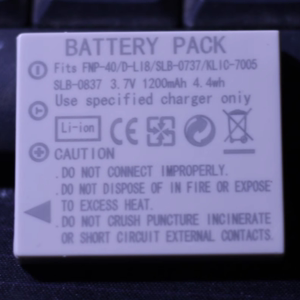 BATTERY PACK
Fits FNP-40/D-LI8/SLB-0737/KLIC-7005
SLB-0837 3.7V 1200mAh 4.4wh
Use specified charger only
Li-ion CE
CAUTION
.DO NOT CONNECT IMPROPERLY.
.DO NOT DISPOSE OF IN FIRE OR EXPOSE
TO EXCESS HEAT.
.DO NOT CRUSH PUNCTURE INCINERATE
OR SHORT CIRCUIT EXTERNAL CONTACTS.